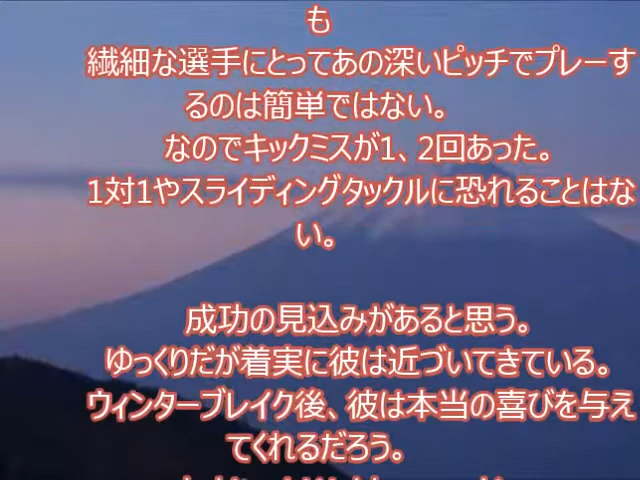 も
繊細な選手にとってあの深いピッチでプレーす
るのは簡単ではない。
なのでキックミスが1、2回あった。
1対1やスライディングタックルに恐れることはな
い。
成功の見込みがあると思う。
ゆっくりだが着実に彼は近づいてきている。
ウィンターブレイク後、彼は本当の喜びを与え
てくれるだろう。